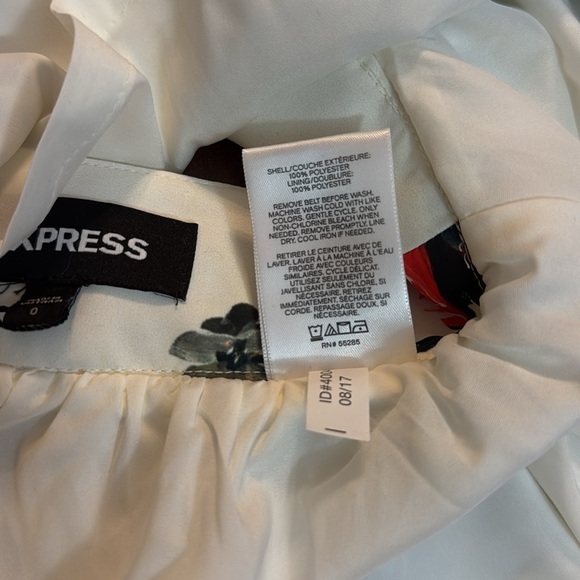 XPRESS
0
SHELL/COUCHE EXTÉRIEURE:
100% POLYESTER
LINING/DOUBLURE:
100% POLYESTER
REMOVE BELT BEFORE WASH.
MACHINE WASH COLD WITH LIKE
COLORS. GENTLE CYCLE. ONLY
NON-CHLORINE BLEACH WHEN
NEEDED. REMOVE PROMPTLY. LINE
DRY. COOL IRON IF NEEDED.
RETIRER LE CEINTURE AVEC DE
LAVER. LAVER À LA MACHINE EN
FROIDE AVEC COULEURS
SIMILAIRES. CYCLE DÉLICAT.
UTILISEZ SEULEMENT DU
JAVELLISANT SANS CHLORE, SI
NÉCESSAIRE. RETIREZ
IMMÉDIATEMENT. SÉCHAGE SUR
CORDE. REPASSAGE DOUX, SI
NÉCESSAIRE.
RN# 55285
ID#400
08/17